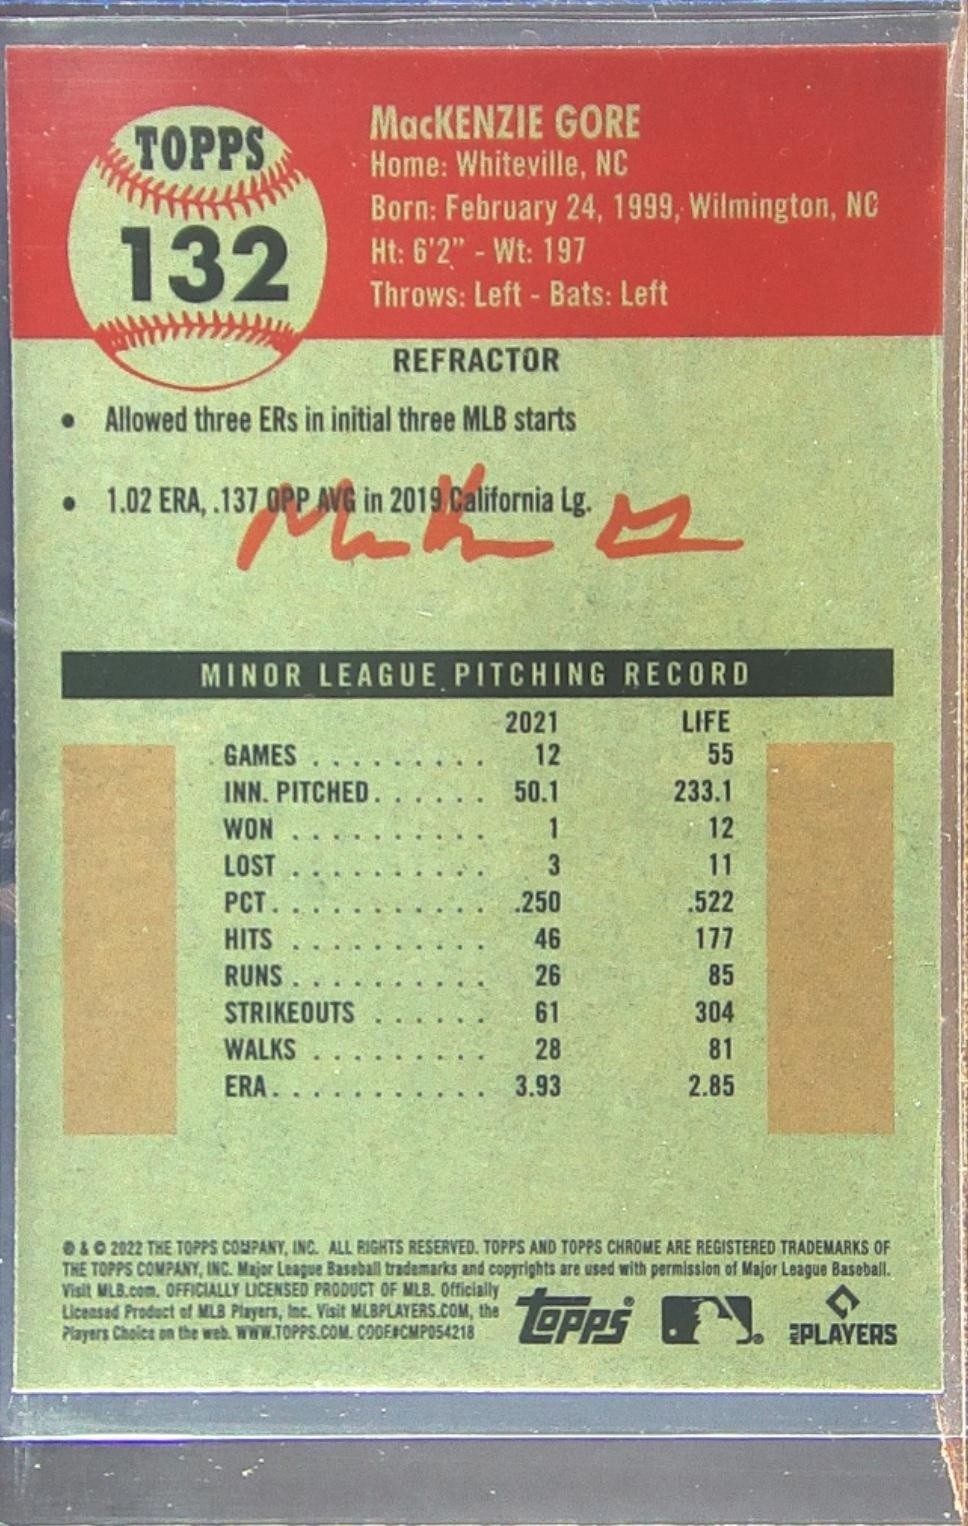 TOPPS
132
MacKENZIE GORE
Home: Whiteville, NC
Born: February 24, 1999, Wilmington, NC
Ht: 6'2" - Wt: 197
Throws: Left - Bats: Left
REFRACTOR
• Allowed three ERs in initial three MLB starts
• 1.02 ERA, .137 OPP AVG in 2019 California Lg.
MINOR LEAGUE PITCHING RECORD
2021 LIFE
GAMES . . . . . . . . . 12 55
INN. PITCHED. . . . . . 50.1 233.1
WON . . . . . . . . . . 1 12
LOST . . . . . . . . . . 3 11
PCT. . . . . . . . . . . .250 .522
HITS . . . . . . . . . . 46 177
RUNS . . . . . . . . . . 26 85
STRIKEOUTS . . . . . . 61 304
WALKS . . . . . . . . . 28 81
ERA. . . . . . . . . . . 3.93 2.85
® & © 2022 THE TOPPS COMPANY, INC. ALL RIGHTS RESERVED. TOPPS AND TOPPS CHROME ARE REGISTERED TRADEMARKS OF
THE TOPPS COMPANY, INC. Major League Baseball trademarks and copyrights are used with permission of Major League Baseball.
Visit MLB.com. OFFICIALLY LICENSED PRODUCT OF MLB. Officially
Licensed Product of MLB Players, Inc. Visit MLBPLAYERS.COM, the
Players Choice on the web. WWW.TOPPS.COM. CODE#CMP054218
Topps®
MLB PLAYERS